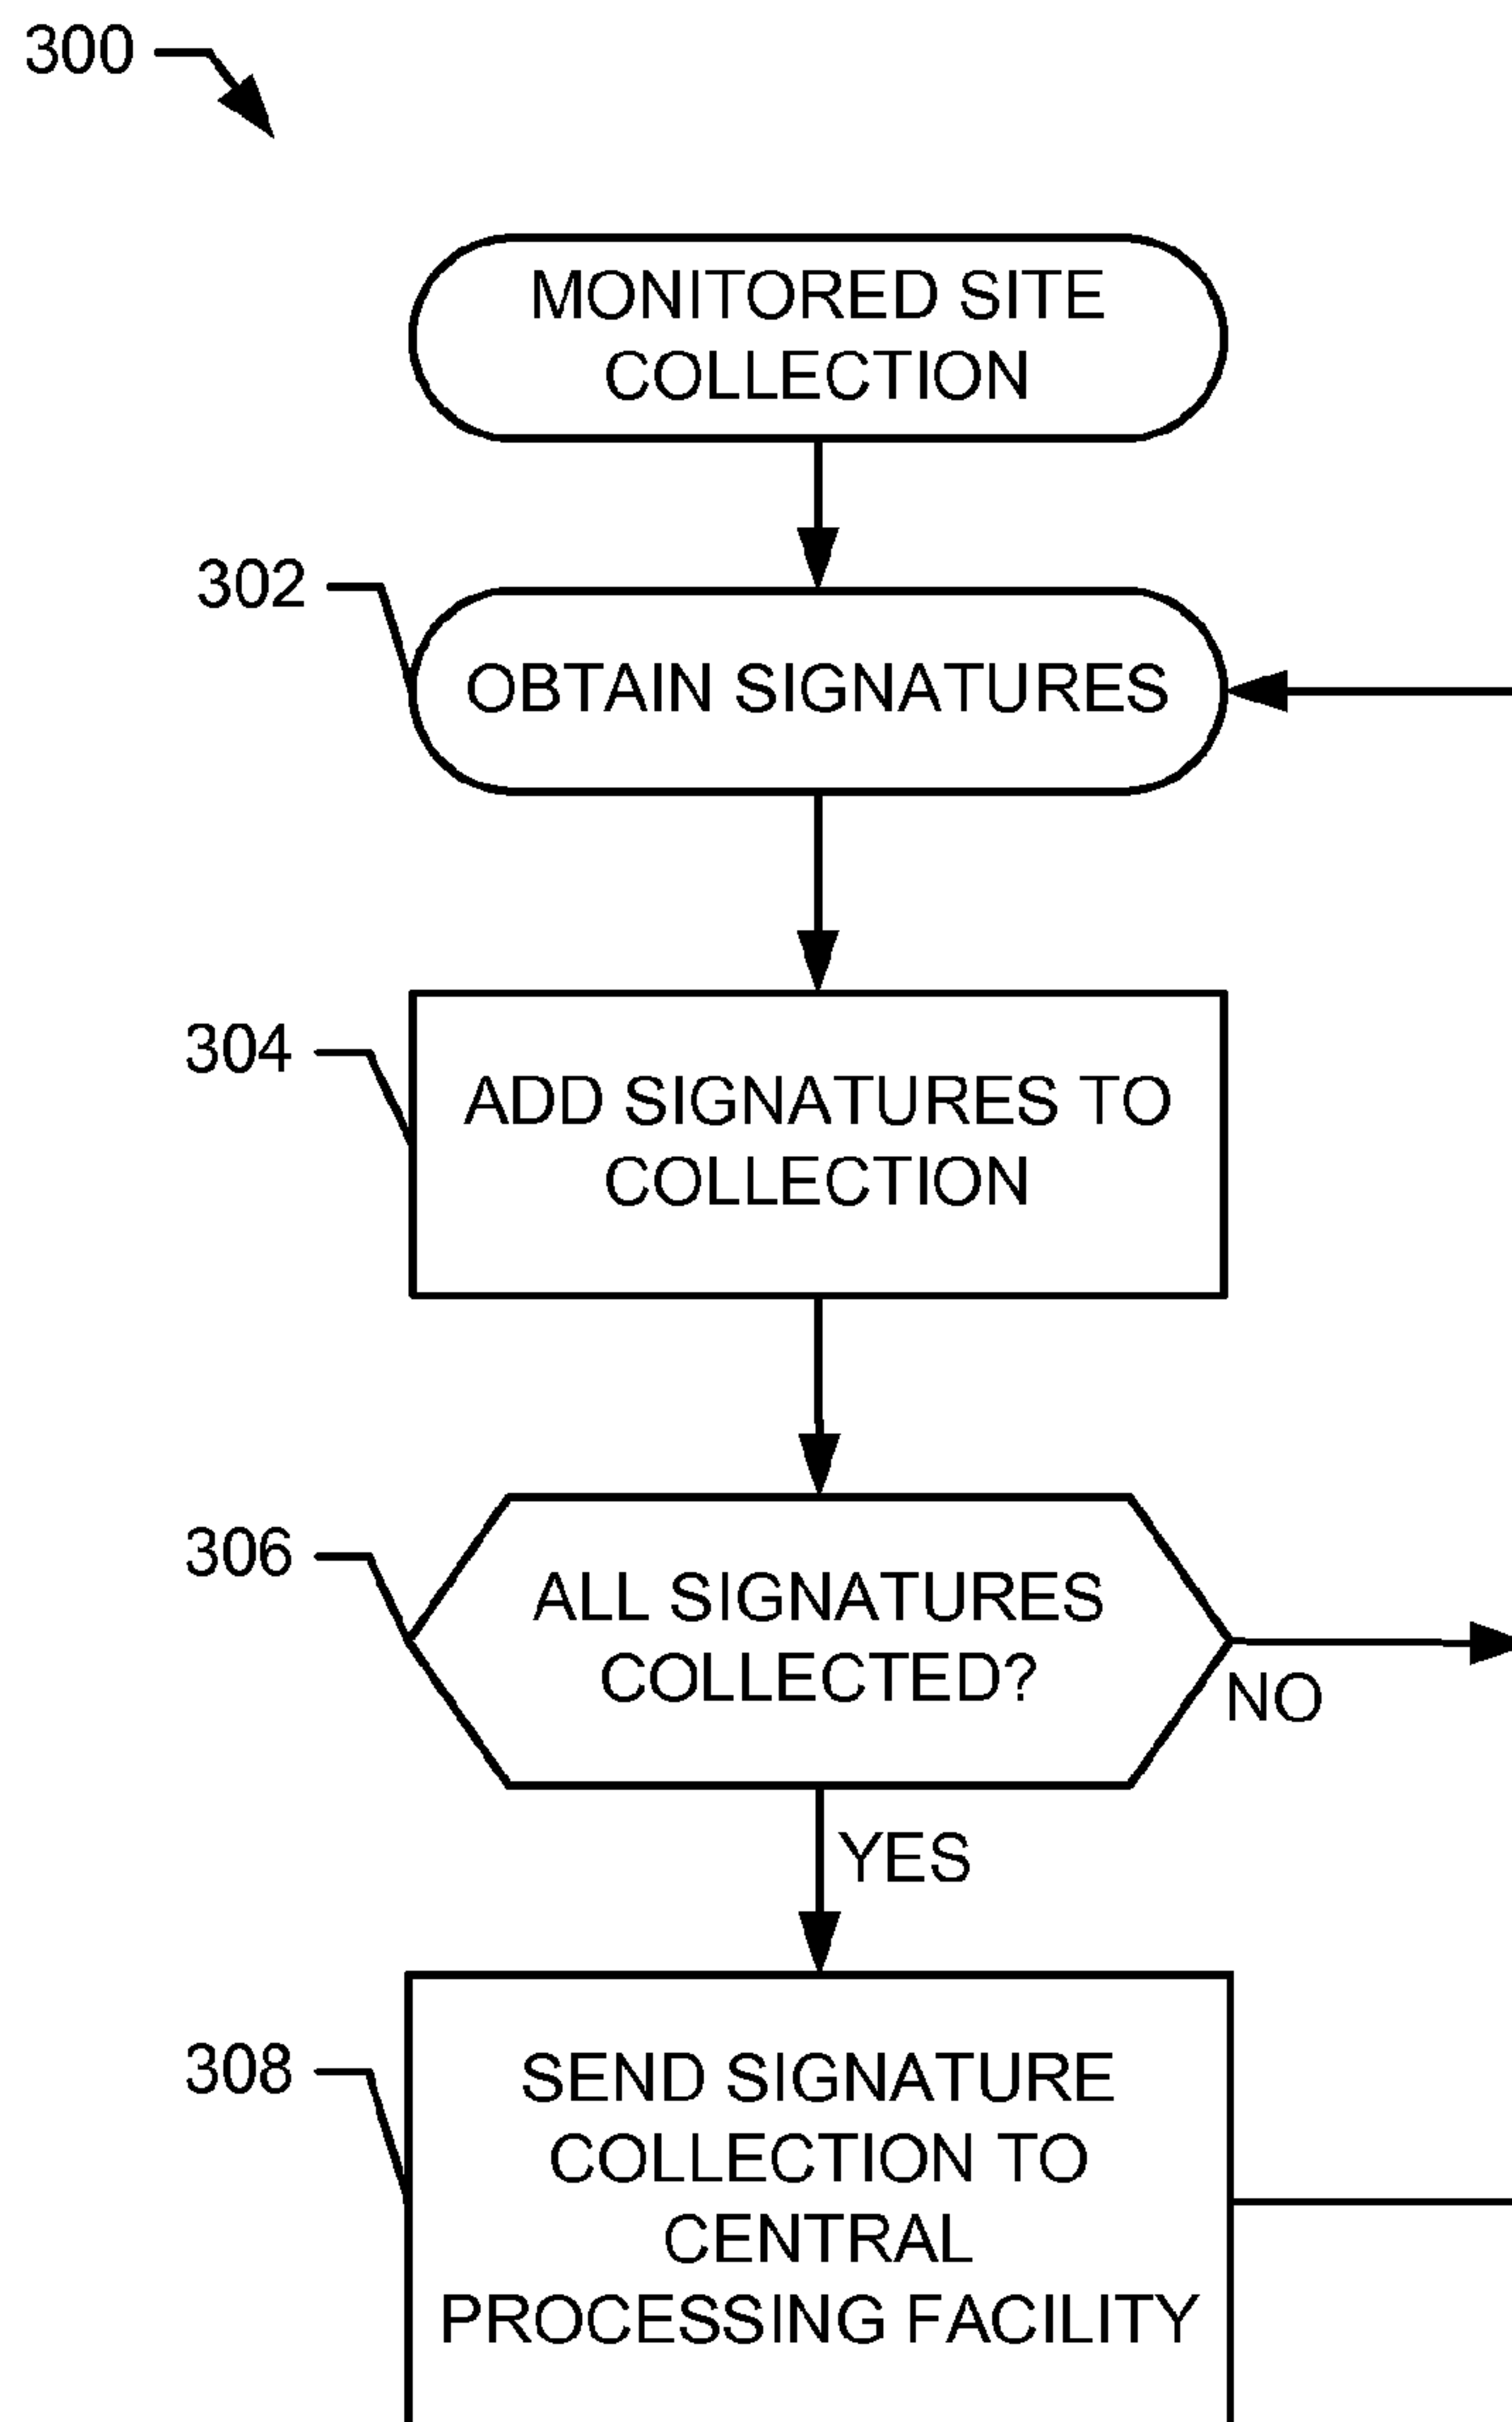 300
MONITORED SITE
COLLECTION
302
OBTAIN SIGNATURES
304
ADD SIGNATURES TO
COLLECTION
306
ALL SIGNATURES
COLLECTED?
NO
YES
308
SEND SIGNATURE
COLLECTION TO
CENTRAL
PROCESSING FACILITY